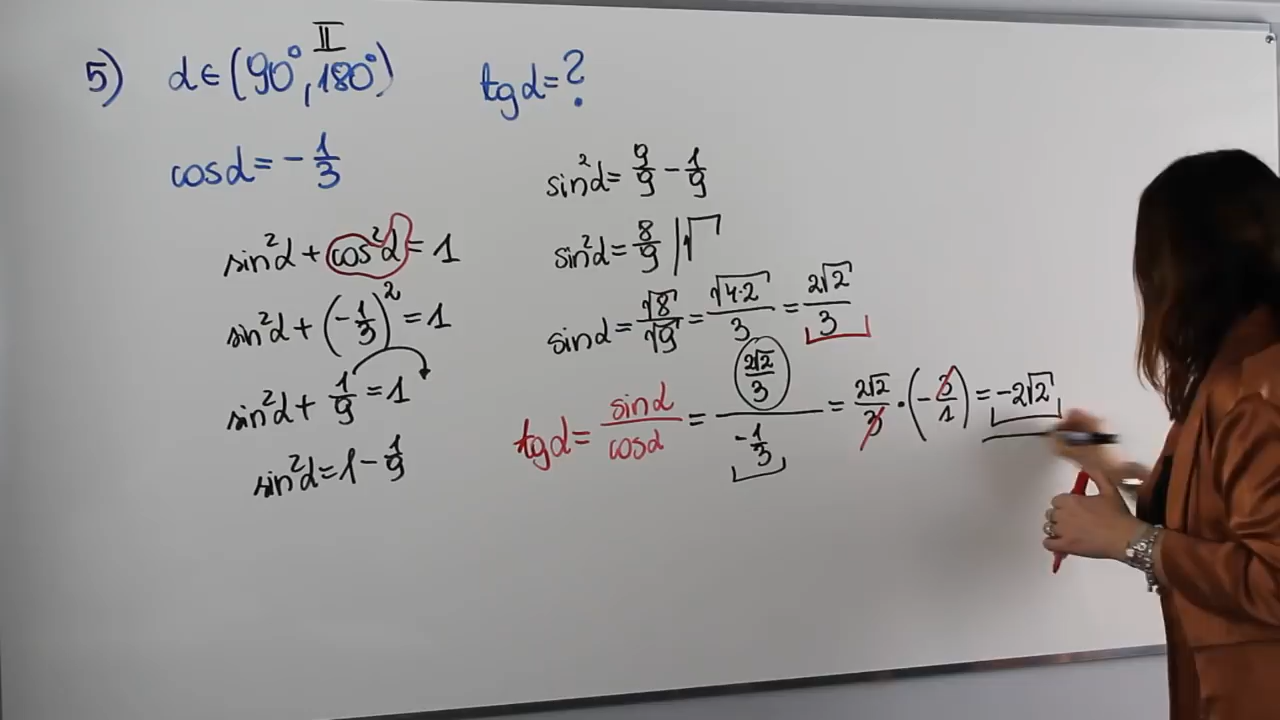 5) α∈(90°,180°) II tgα=?
cosα=-1/3
sin²α+cos²α=1
sin²α+(-1/3)²=1
sin²α+1/9=1
sin²α=1-1/9
sin²α=9/9-1/9
sin²α=8/9 |√
sinα=√8/√9=√4·2/3=2√2/3
tgα=sinα/cosα=2√2/3/-1/3=2√2/3·(-3/1)=-2√2